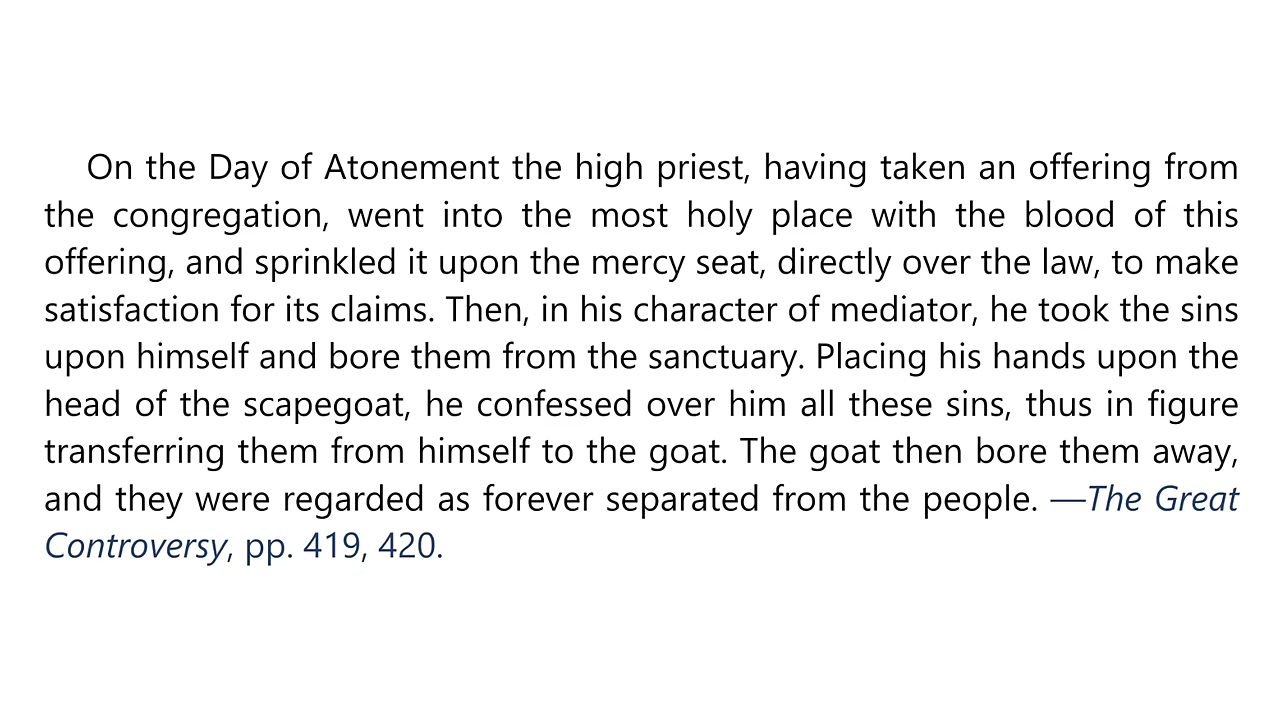 On the Day of Atonement the high priest, having taken an offering from
the congregation, went into the most holy place with the blood of this
offering, and sprinkled it upon the mercy seat, directly over the law, to make
satisfaction for its claims. Then, in his character of mediator, he took the sins
upon himself and bore them from the sanctuary. Placing his hands upon the
head of the scapegoat, he confessed over him all these sins, thus in figure
transferring them from himself to the goat. The goat then bore them away,
and they were regarded as forever separated from the people. —The Great
Controversy, pp. 419, 420.